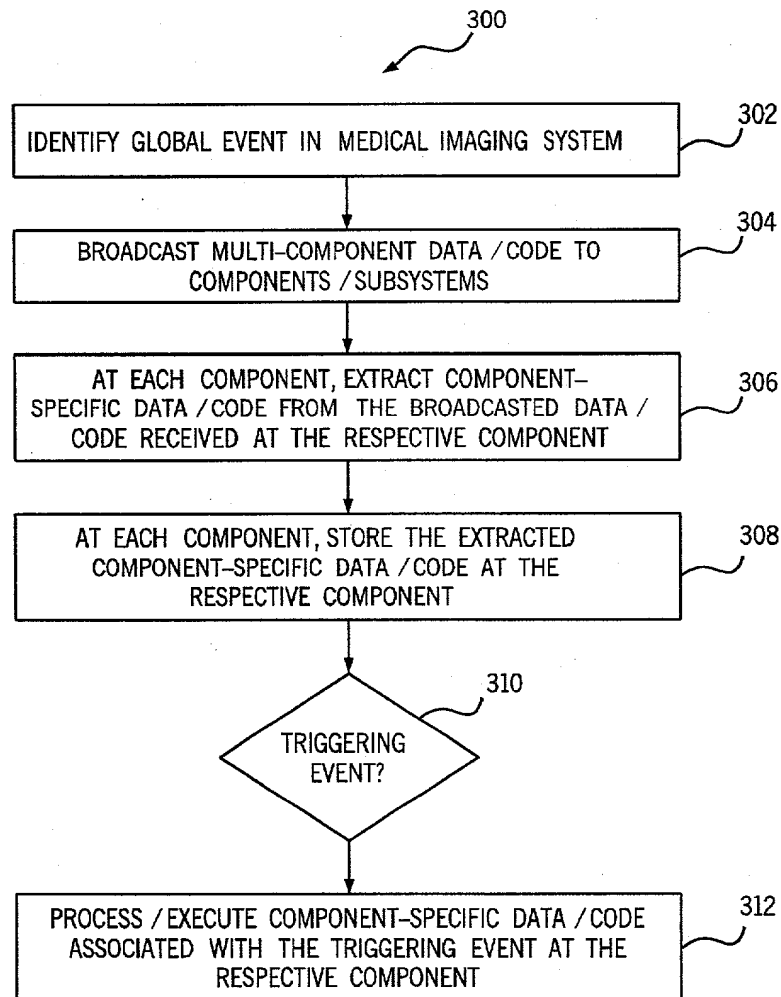 300
IDENTIFY GLOBAL EVENT IN MEDICAL IMAGING SYSTEM
302
BROADCAST MULTI-COMPONENT DATA / CODE TO
COMPONENTS / SUBSYSTEMS
304
AT EACH COMPONENT, EXTRACT COMPONENT-
SPECIFIC DATA / CODE FROM THE BROADCASTED DATA /
CODE RECEIVED AT THE RESPECTIVE COMPONENT
306
AT EACH COMPONENT, STORE THE EXTRACTED
COMPONENT-SPECIFIC DATA / CODE AT THE
RESPECTIVE COMPONENT
308
310
TRIGGERING
EVENT?
PROCESS / EXECUTE COMPONENT-SPECIFIC DATA / CODE
ASSOCIATED WITH THE TRIGGERING EVENT AT THE
RESPECTIVE COMPONENT
312